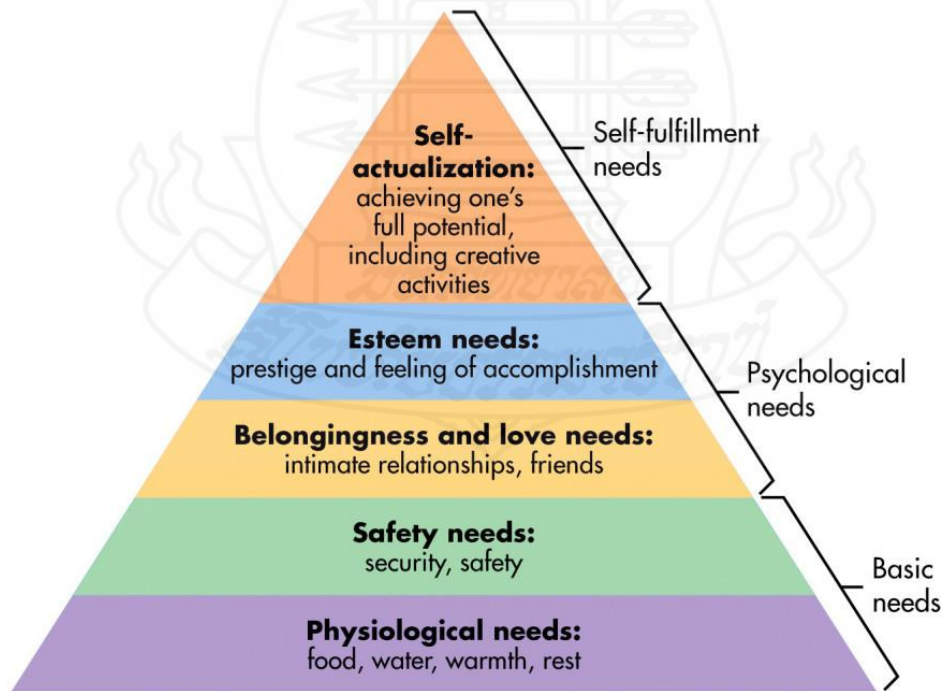 Self-
actualization:
achieving one's
full potential,
including creative
activities
Self-fulfillment
needs
Esteem needs:
prestige and feeling of accomplishment
Psychological
needs
Belongingness and love needs:
intimate relationships, friends
Safety needs:
security, safety
Basic
needs
Physiological needs:
food, water, warmth, rest